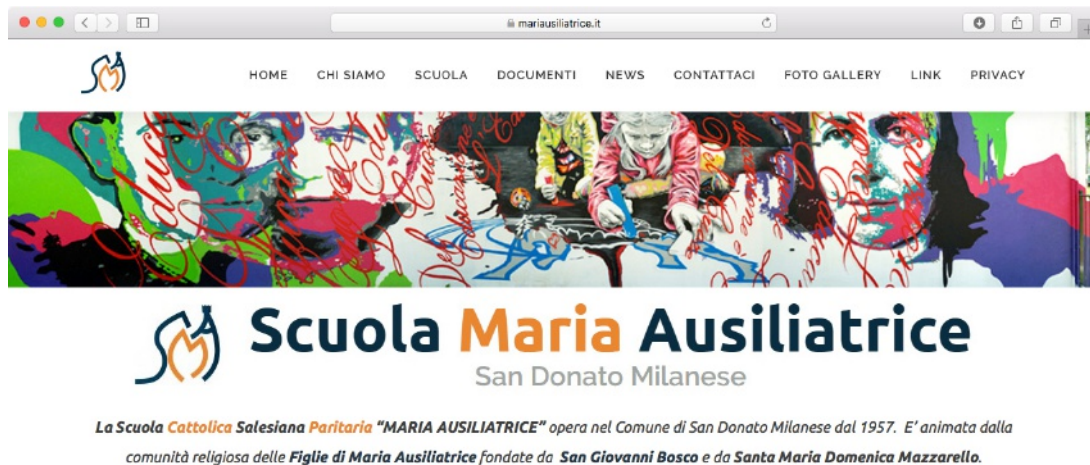 mariausiliatrice.it
HOME CHI SIAMO SCUOLA DOCUMENTI NEWS CONTATTACI FOTO GALLERY LINK PRIVACY
Scuola Maria Ausiliatrice
San Donato Milanese
La Scuola Cattolica Salesiana Paritaria "MARIA AUSILIATRICE" opera nel Comune di San Donato Milanese dal 1957. E' animata dalla
comunità religiosa delle Figlie di Maria Ausiliatrice fondate da San Giovanni Bosco e da Santa Maria Domenica Mazzarello.